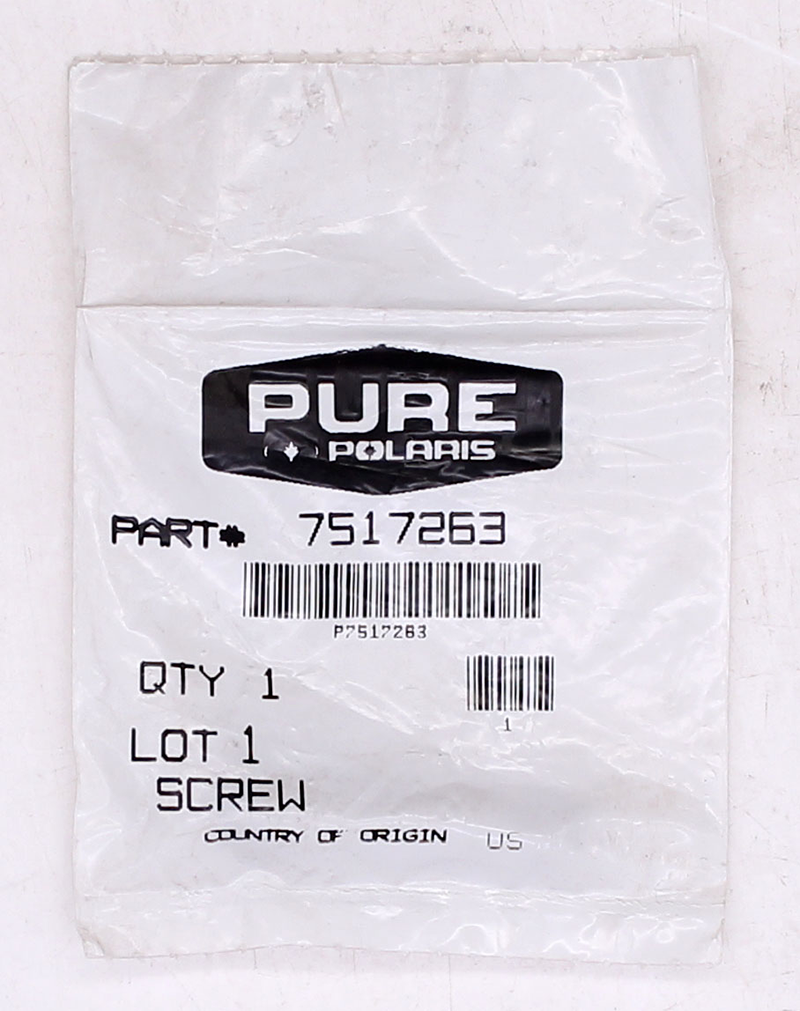 PURE
POLARIS
PART# 7517263
P7517263
QTY 1
1
LOT 1
SCREW
COUNTRY OF ORIGIN US